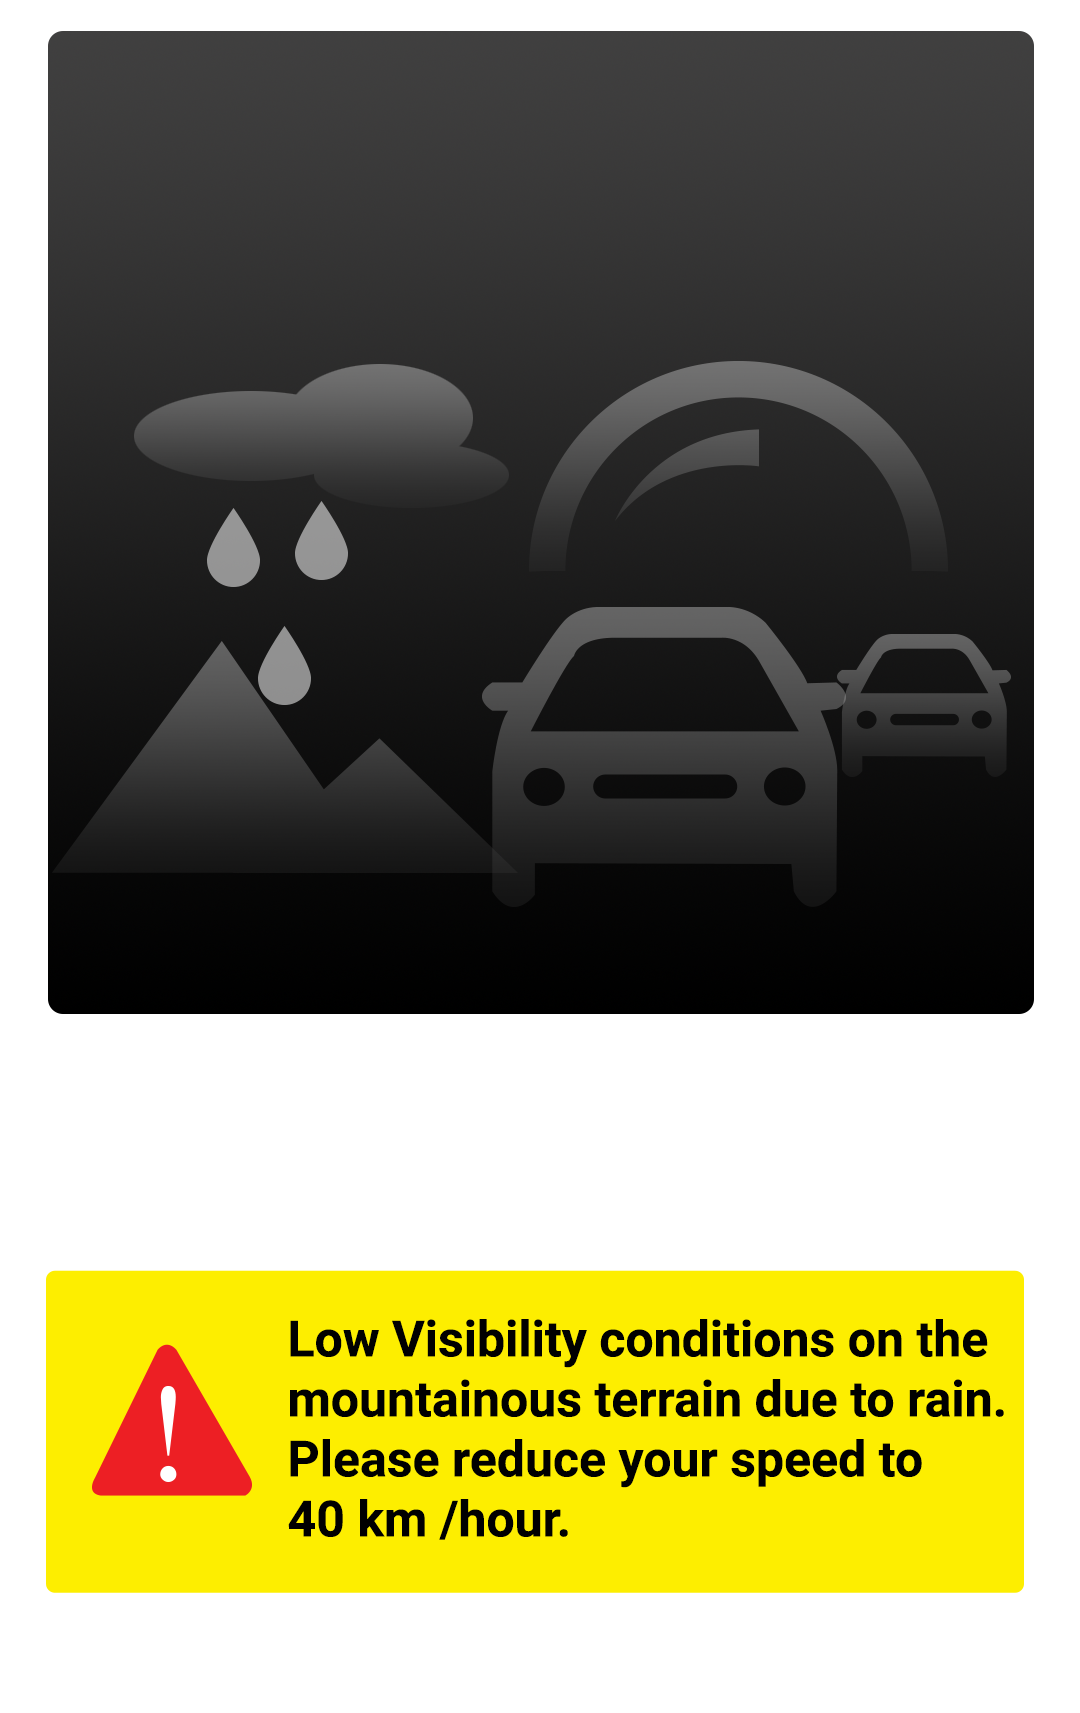 Low Visibility conditions on the
mountainous terrain due to rain.
Please reduce your speed to
40 km /hour.